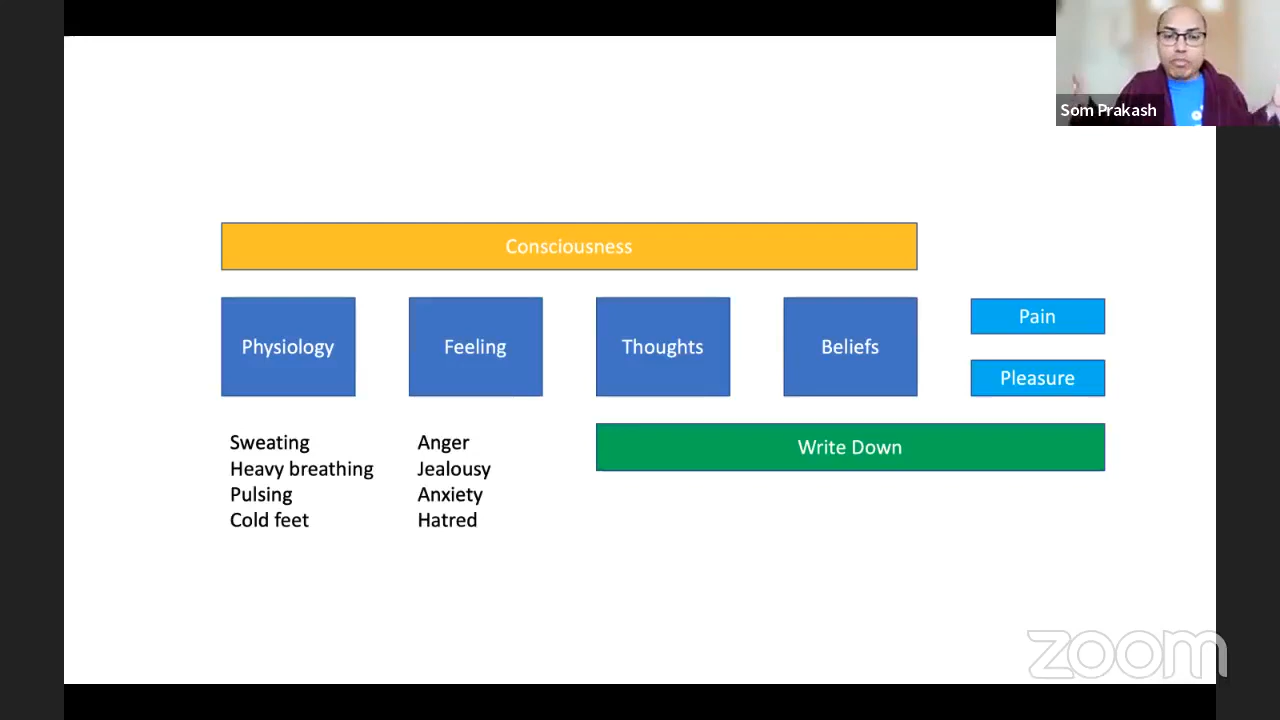 Som Prakash
Consciousness
Physiology
Feeling
Thoughts
Beliefs
Pain
Pleasure
Write Down
Sweating
Heavy breathing
Pulsing
Cold feet
Anger
Jealousy
Anxiety
Hatred
zoom